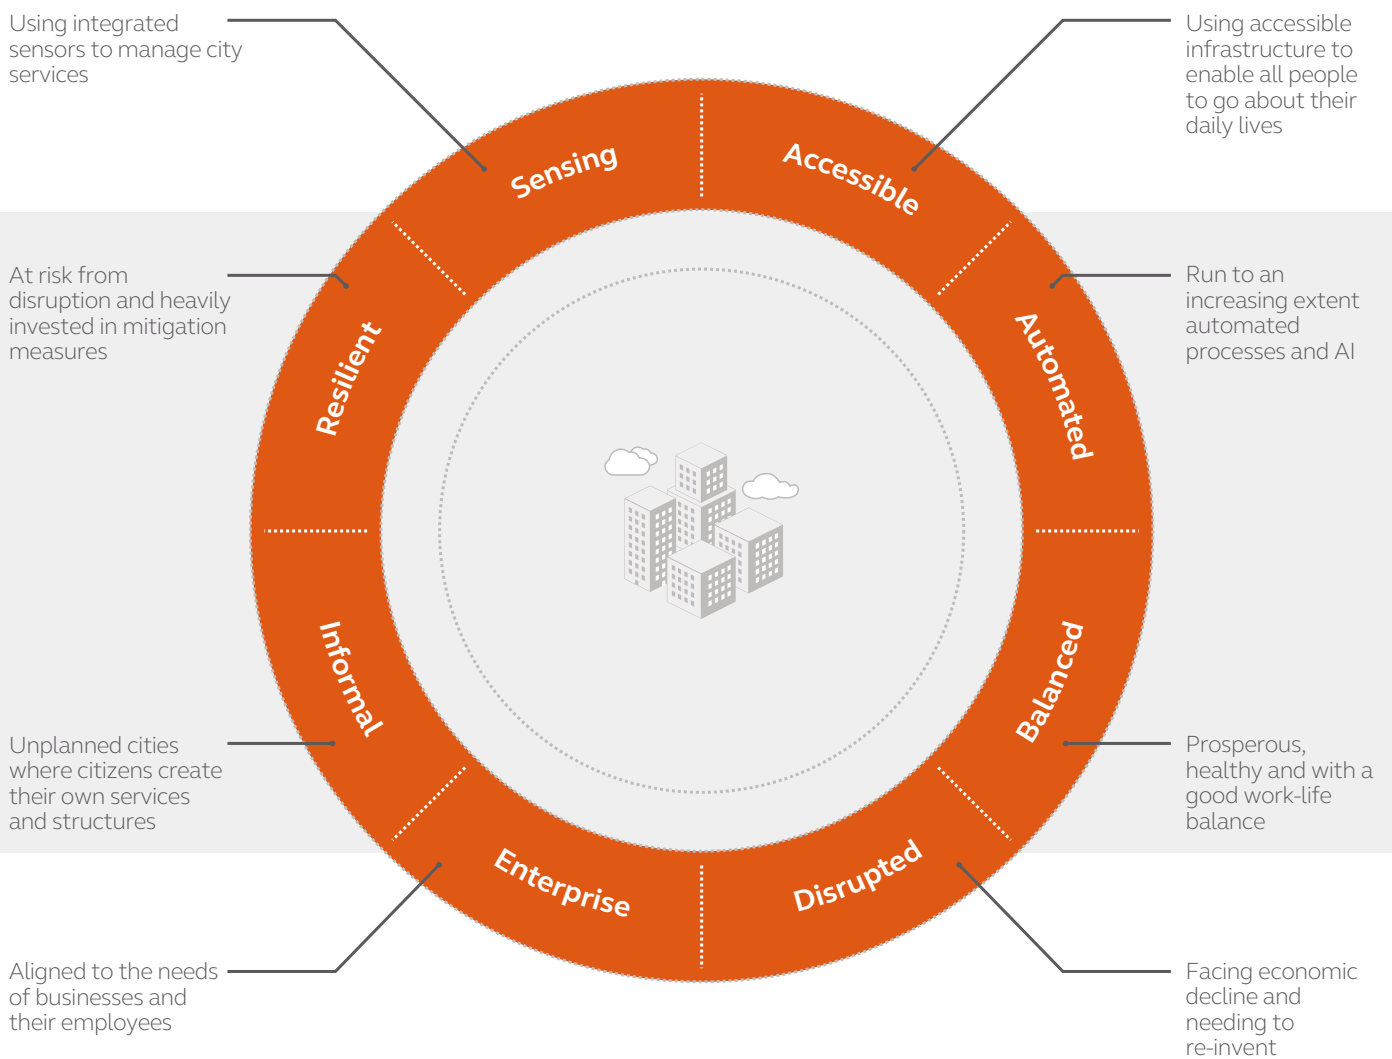 Using integrated
sensors to manage city
services
Using accessible
infrastructure to
enable all people
to go about their
daily lives
Sensing
Accessible
At risk from
disruption and heavily
invested in mitigation
measures
Run to an
increasing extent
automated
processes and AI
Resilient
Automated
Informal
Balanced
Unplanned cities
where citizens create
their own services
and structures
Prosperous,
healthy and with a
good work-life
balance
Enterprise
Disrupted
Aligned to the needs
of businesses and
their employees
Facing economic
decline and
needing to
re-invent